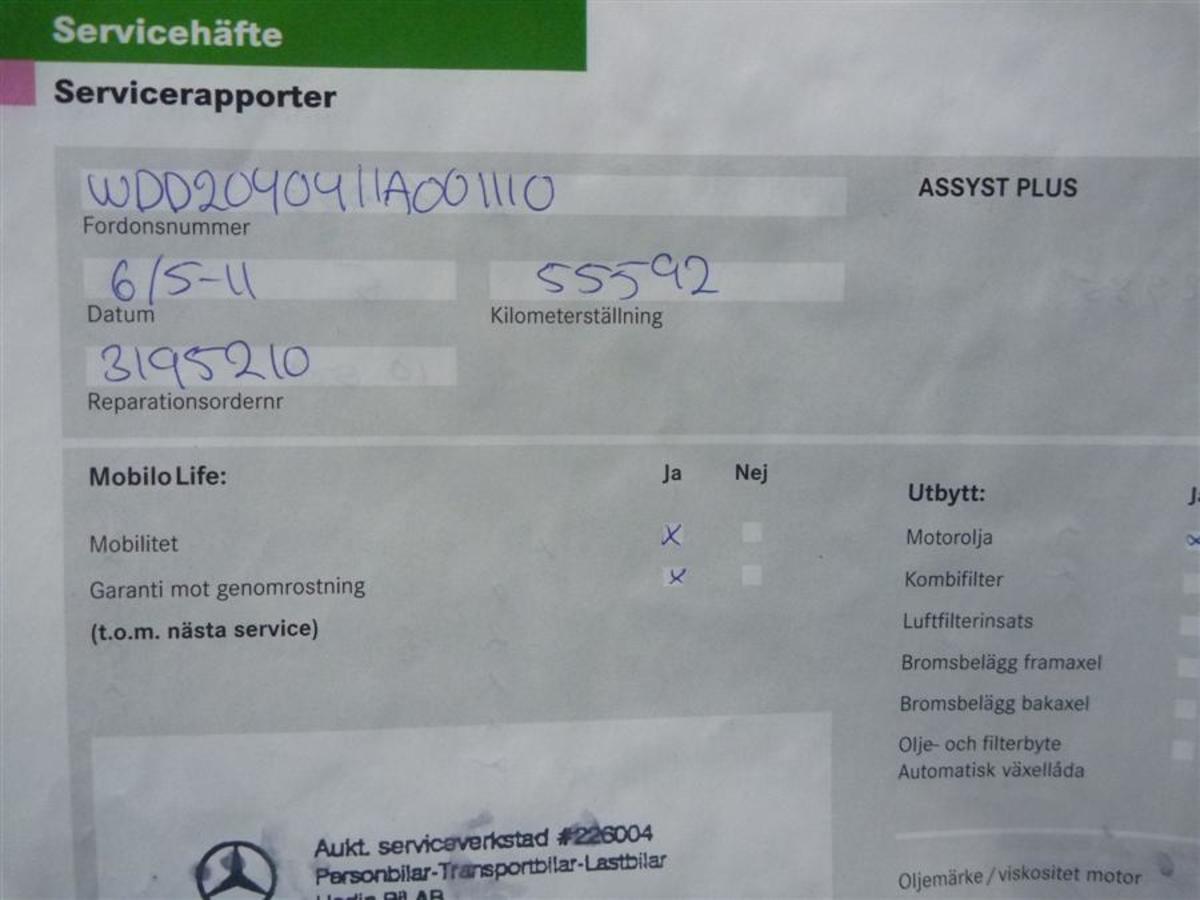 Servicehäfte
Servicerapporter
WDD2040411A001110
Fordonsnummer
ASSYST PLUS
6/5-11
Datum
55592
Kilometerställning
3195210
Reparationsordernr
Mobilo Life:
Ja
Nej
Mobilitet
x
Garanti mot genomrostning
x
(t.o.m. nästa service)
Utbytt:
Motorolja
Kombifilter
Luftfilterinsats
Bromsbelägg framaxel
Bromsbelägg bakaxel
Olje- och filterbyte
Automatisk växellåda
Oljemärke/viskositet motor
Aukt. serviceverkstad #226004
Personbilar-Transportbilar-Lastbilar
Bil AB